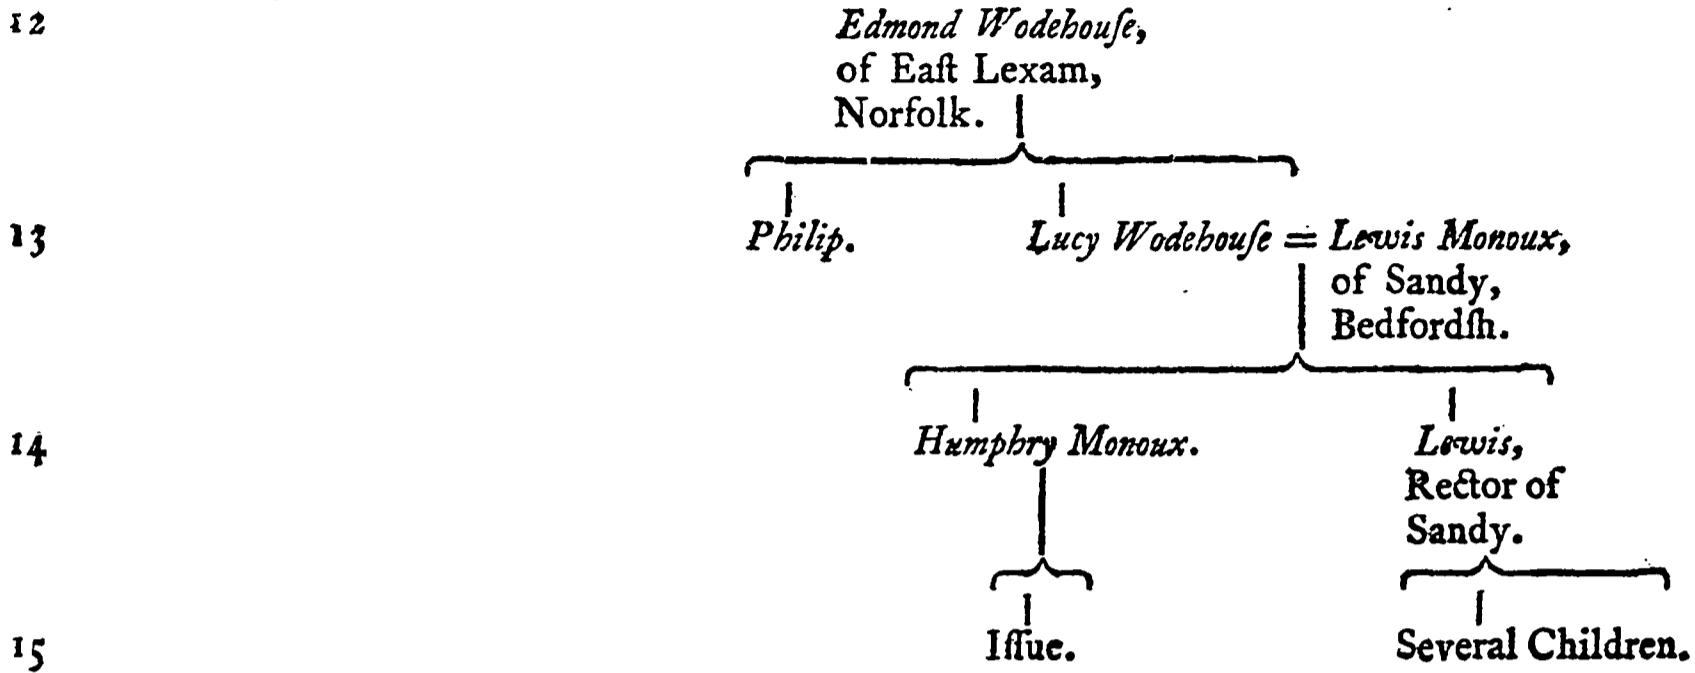 12
Edmond Wodehouſe,
of Eaſt Lexam,
Norfolk.
13
Philip.
Lucy Wodehouſe = Lewis Monoux,
of Sandy,
Bedfordſh.
14
Humphry Monoux.
Lewis,
Rector of
Sandy.
15
Iſſue.
Several Children.